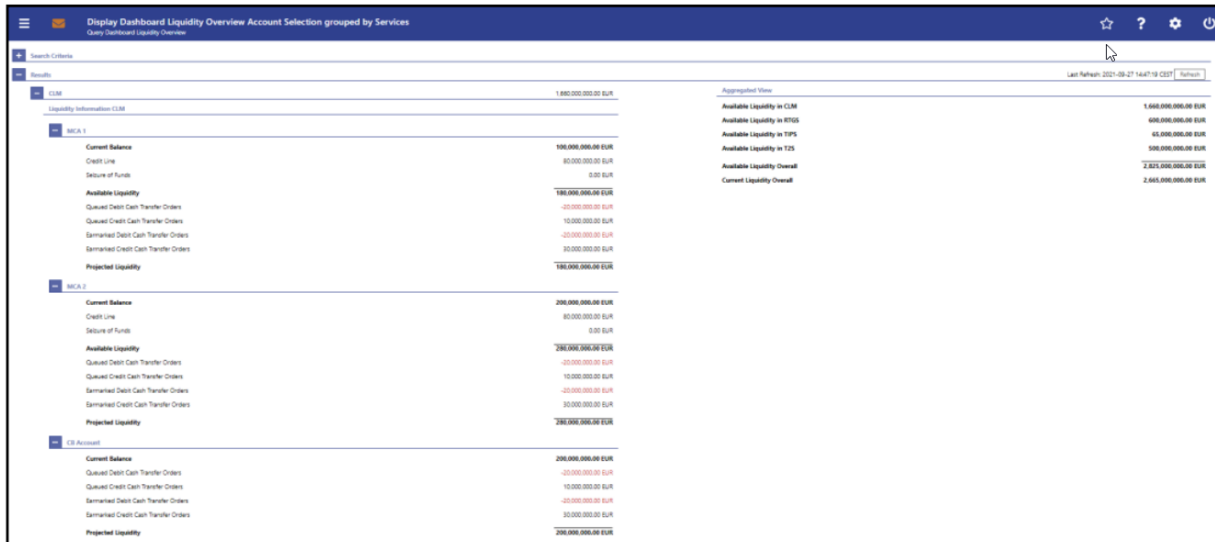 Display Dashboard Liquidity Overview Account Selection grouped by Services
Query Dashboard Liquidity Overview
Search Criteria
Results
Last Refresh: 2021-09-27 14:47:19 CEST Refresh
CLM 1.660.000.000.00 EUR
Liquidity Information CLM
MCA 1
Current Balance 100,000,000.00 EUR
Credit Line 80.000.000.00 EUR
Seizure of Funds 0.00 EUR
Available Liquidity 180,000,000.00 EUR
Queued Debit Cash Transfer Orders -20.000.000.00 EUR
Queued Credit Cash Transfer Orders 10.000.000.00 EUR
Earmarked Debit Cash Transfer Orders -20.000.000.00 EUR
Earmarked Credit Cash Transfer Orders 30.000.000.00 EUR
Projected Liquidity 180,000,000.00 EUR
MCA 2
Current Balance 200,000,000.00 EUR
Credit Line 80.000.000.00 EUR
Seizure of Funds 0.00 EUR
Available Liquidity 280,000,000.00 EUR
Queued Debit Cash Transfer Orders -20.000.000.00 EUR
Queued Credit Cash Transfer Orders 10.000.000.00 EUR
Earmarked Debit Cash Transfer Orders -20.000.000.00 EUR
Earmarked Credit Cash Transfer Orders 30.000.000.00 EUR
Projected Liquidity 280,000,000.00 EUR
CB Account
Current Balance 200,000,000.00 EUR
Queued Debit Cash Transfer Orders -20.000.000.00 EUR
Queued Credit Cash Transfer Orders 10.000.000.00 EUR
Earmarked Debit Cash Transfer Orders -20.000.000.00 EUR
Earmarked Credit Cash Transfer Orders 30.000.000.00 EUR
Projected Liquidity 200,000,000.00 EUR
Aggregated View
Available Liquidity in CLM 1,660,000,000.00 EUR
Available Liquidity in RTGS 600,000,000.00 EUR
Available Liquidity in TIPS 65,000,000.00 EUR
Available Liquidity in T2S 500,000,000.00 EUR
Available Liquidity Overall 2,825,000,000.00 EUR
Current Liquidity Overall 2,665,000,000.00 EUR